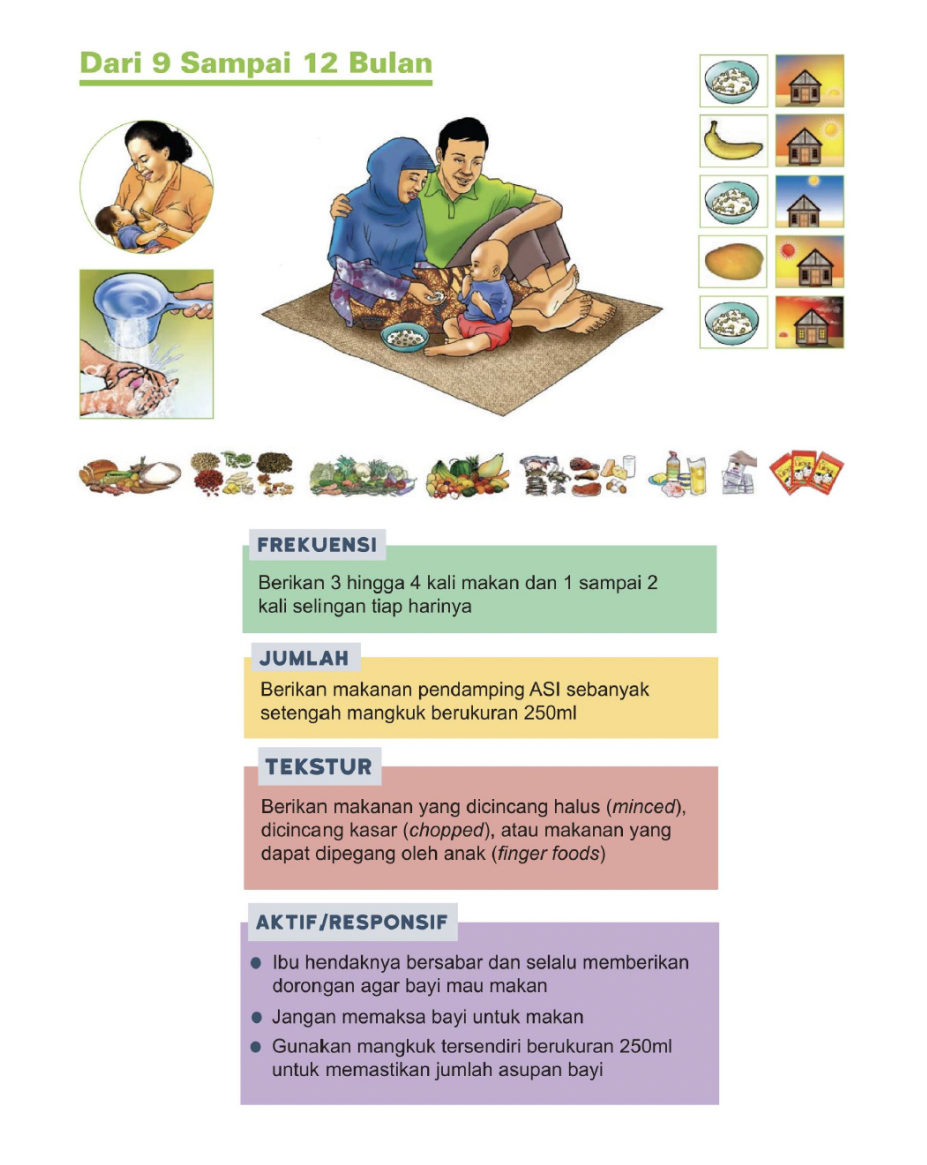 Dari 9 Sampai 12 Bulan
FREKUENSI
Berikan 3 hingga 4 kali makan dan 1 sampai 2
kali selingan tiap harinya
JUMLAH
Berikan makanan pendamping ASI sebanyak
setengah mangkuk berukuran 250ml
TEKSTUR
Berikan makanan yang dicincang halus (minced),
dicincang kasar (chopped), atau makanan yang
dapat dipegang oleh anak (finger foods)
AKTIF/RESPONSIF
● Ibu hendaknya bersabar dan selalu memberikan
dorongan agar bayi mau makan
● Jangan memaksa bayi untuk makan
● Gunakan mangkuk tersendiri berukuran 250ml
untuk memastikan jumlah asupan bayi